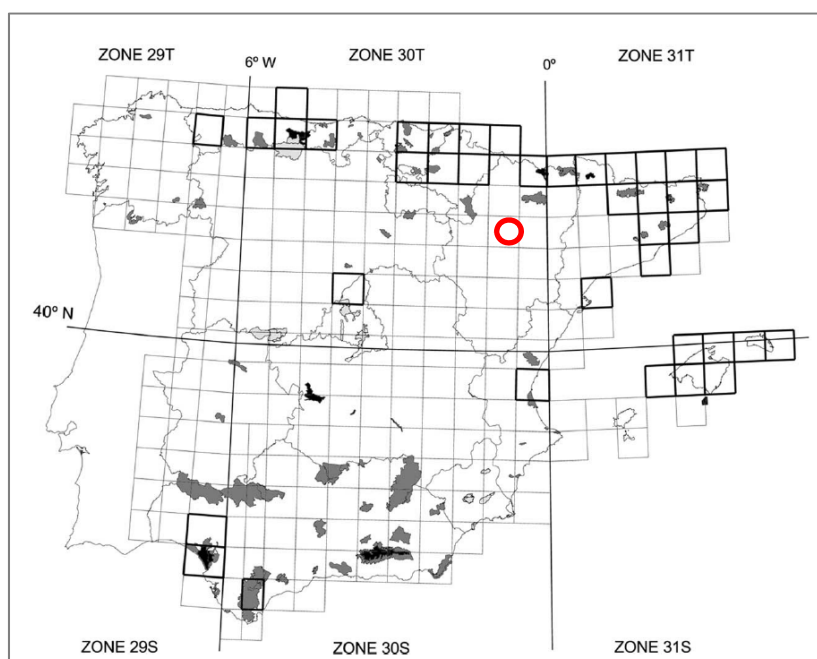 ZONE 29T
6º W
ZONE 30T
0º
ZONE 31T
40º N
ZONE 29S
ZONE 30S
ZONE 31S